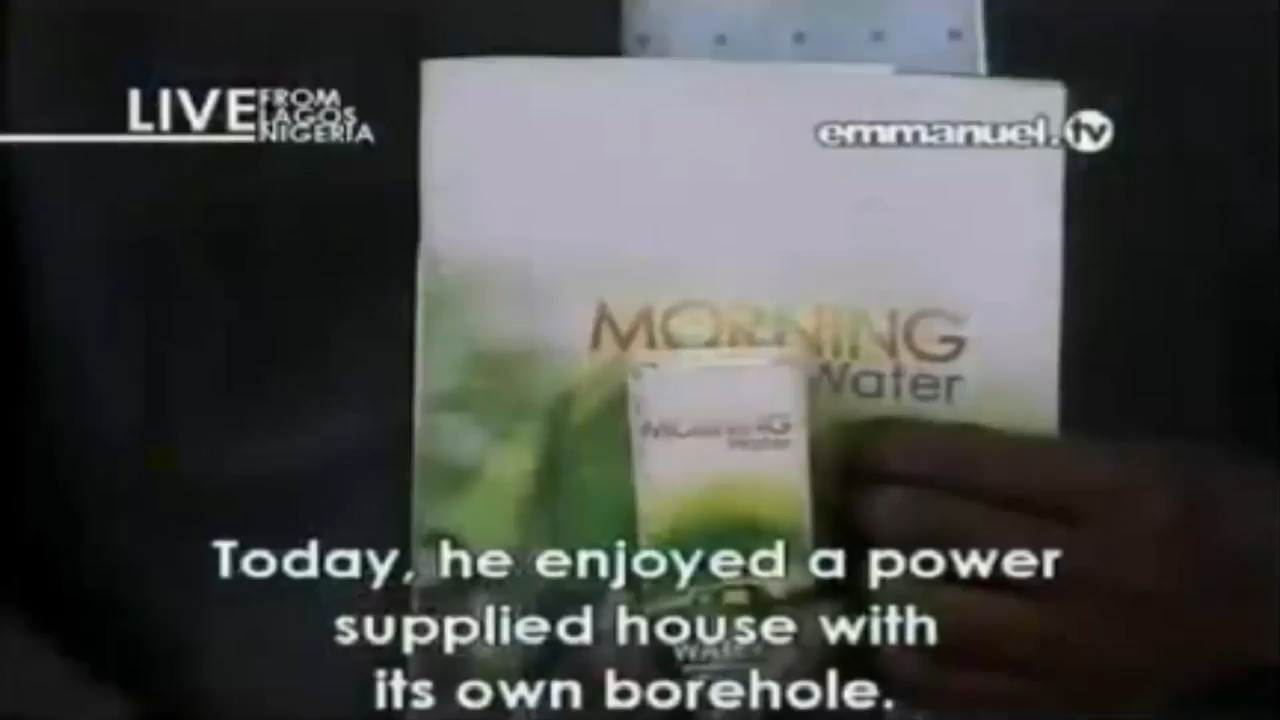 LIVE FROM
LAGOS
NIGERIA
emmanuel.tv
MORNING
Water
MORNING
Water
Today, he enjoyed a power
supplied house with
its own borehole.